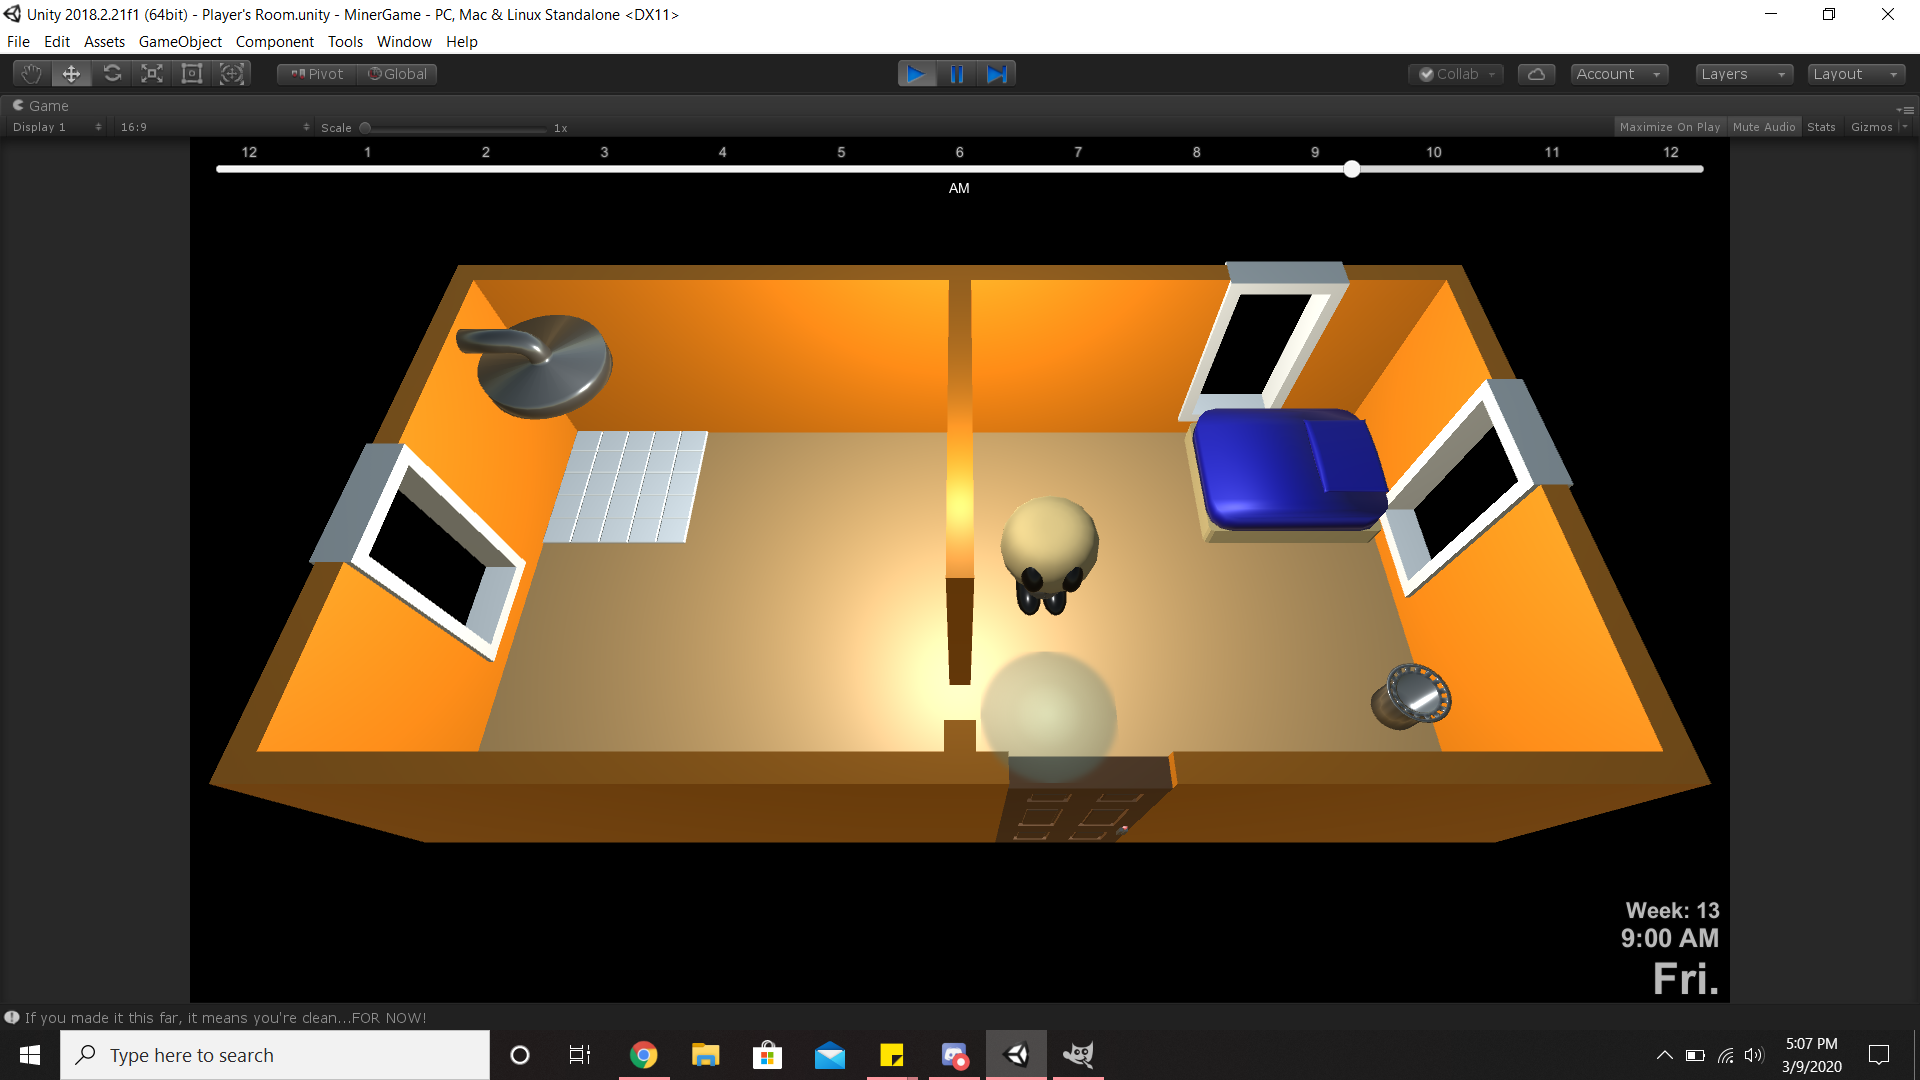 Unity 2018.2.21f1 (64bit) - Player's Room.unity - MinerGame - PC, Mac & Linux Standalone <DX11>
File Edit Assets GameObject Component Tools Window Help
Pivot Global Collab Account Layers Layout
Game
Display 1 16:9 Scale 1x Maximize On Play Mute Audio Stats Gizmos
12 1 2 3 4 5 6 7 8 9 10 11 12
AM
Week: 13
9:00 AM
Fri.
If you made it this far, it means you're clean...FOR NOW!
Type here to search
5:07 PM
3/9/2020